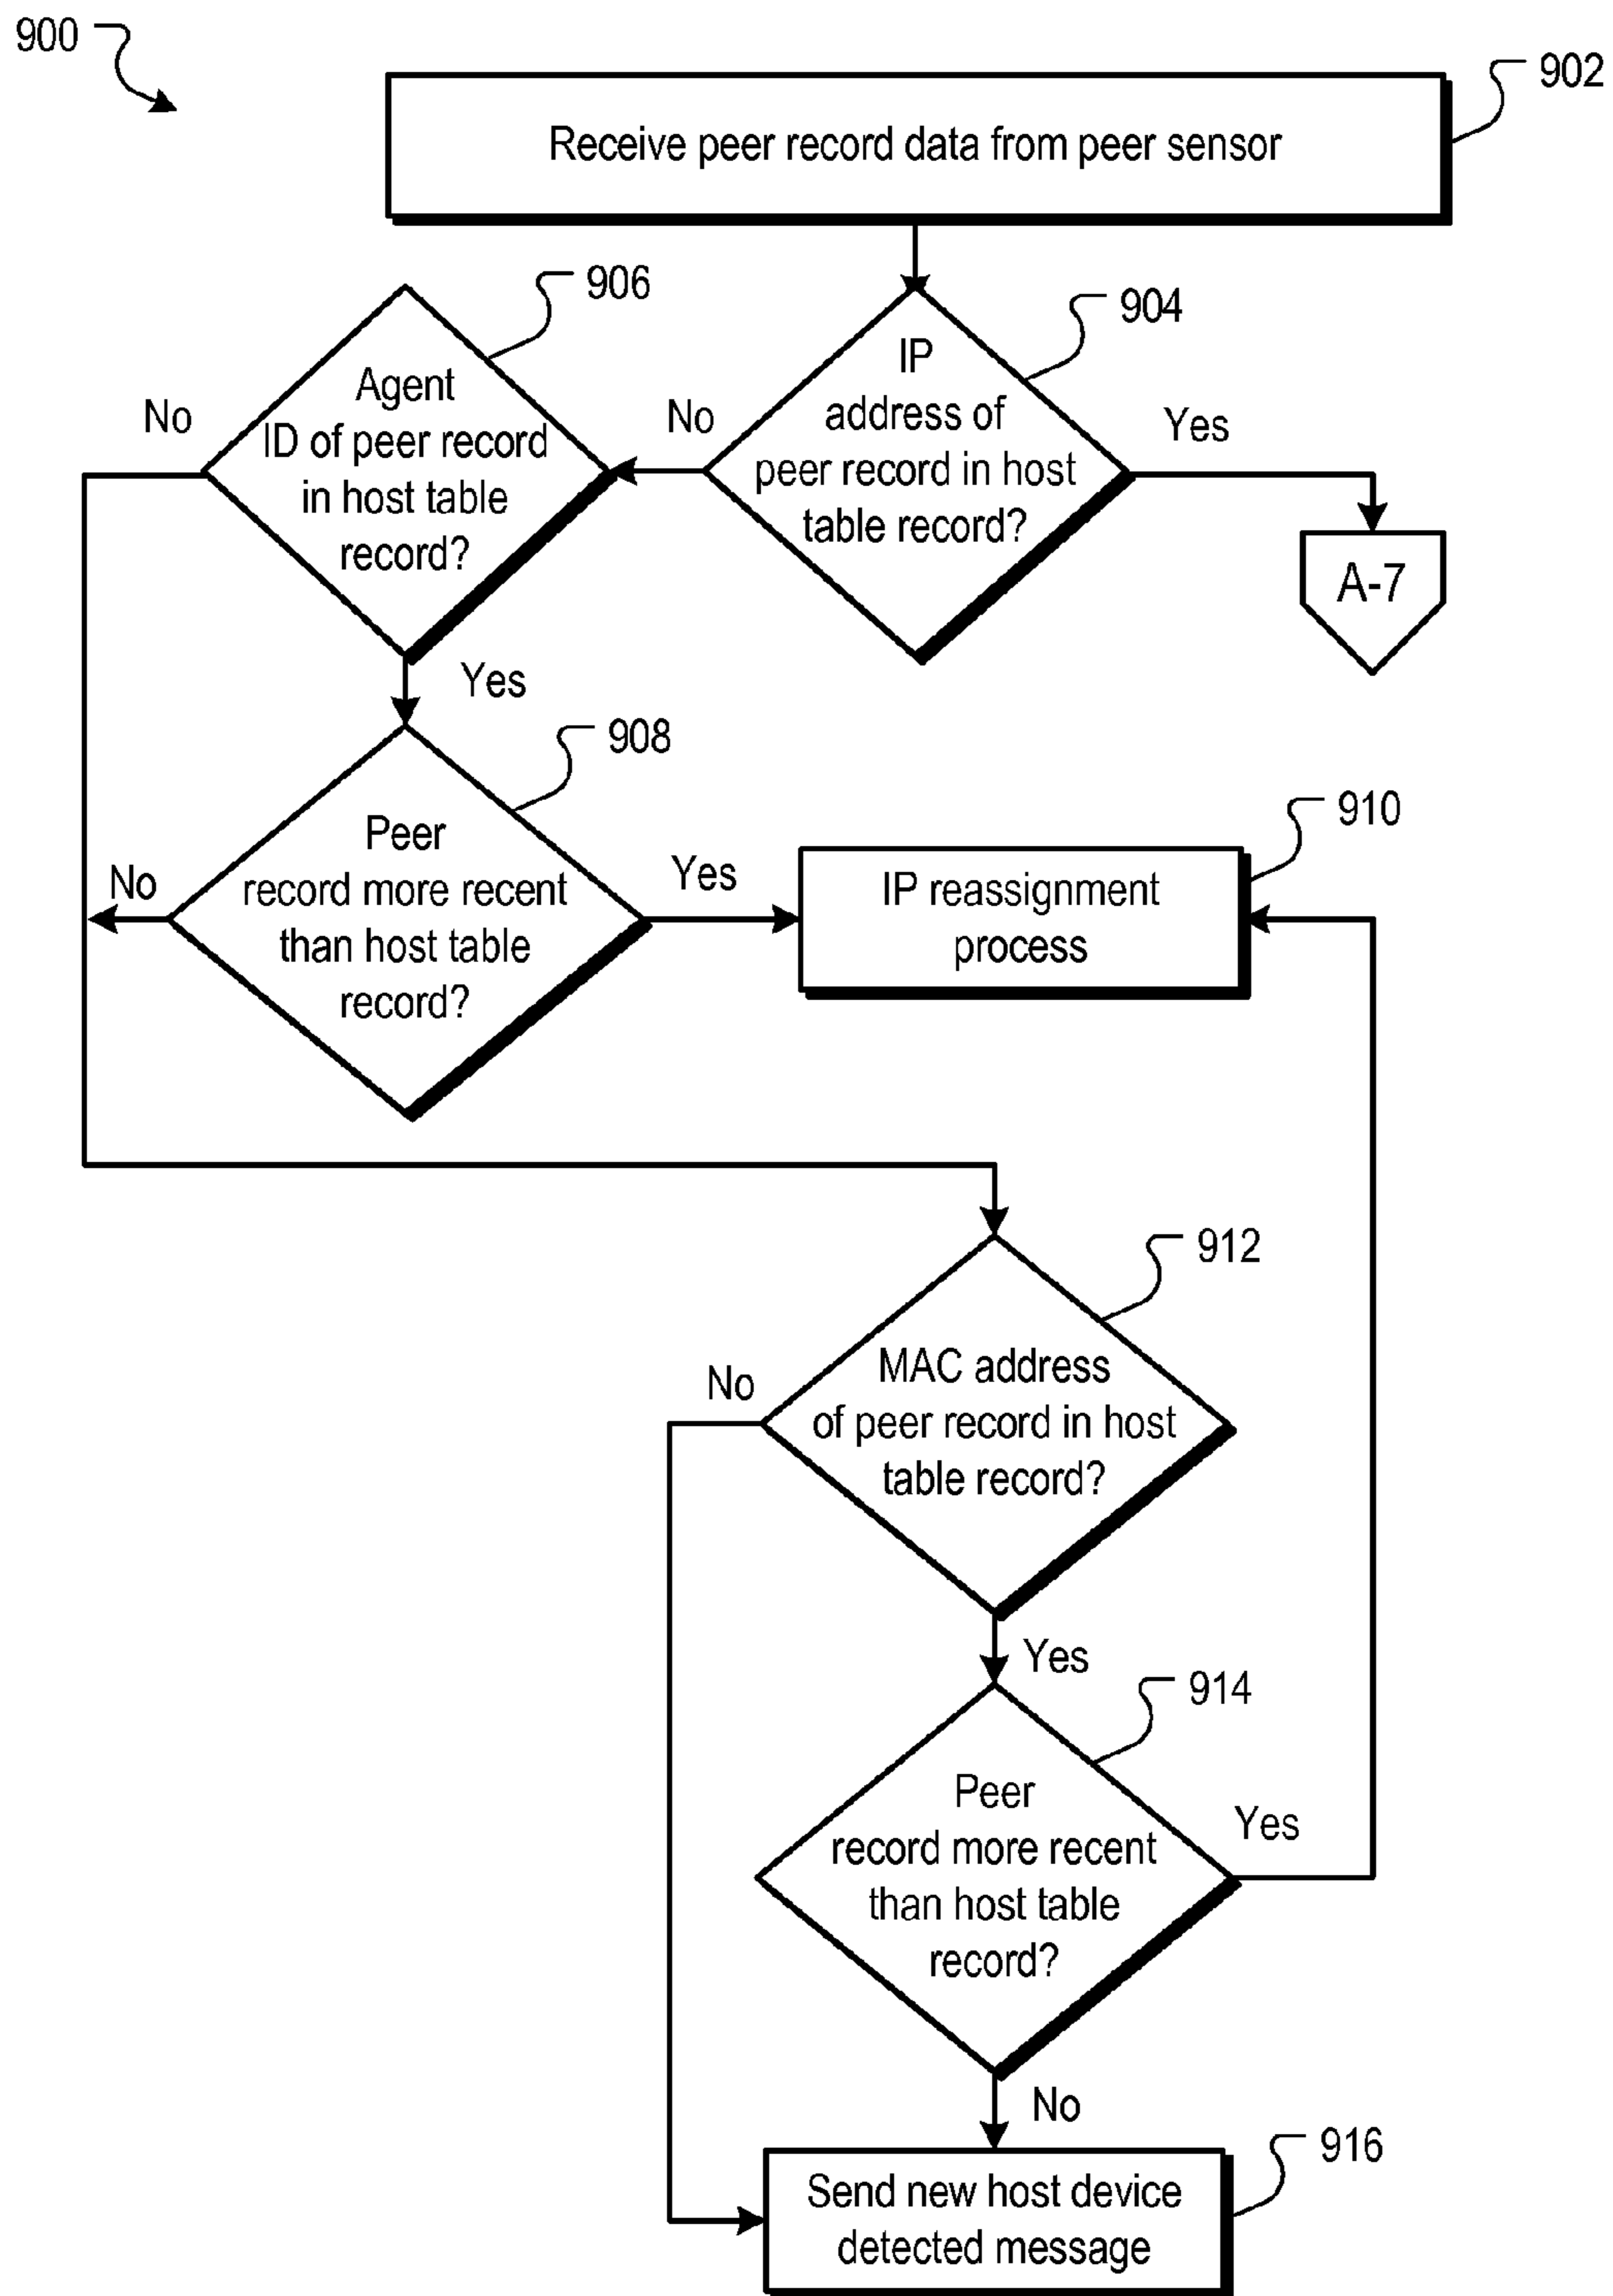 900
902
Receive peer record data from peer sensor
906
904
Agent
ID of peer record
in host table
record?
No
IP
address of
peer record in host
table record?
No
Yes
A-7
Yes
908
Peer
record more recent
than host table
record?
No
Yes
910
IP reassignment
process
912
MAC address
of peer record in host
table record?
No
Yes
914
Peer
record more recent
than host table
record?
Yes
No
916
Send new host device
detected message